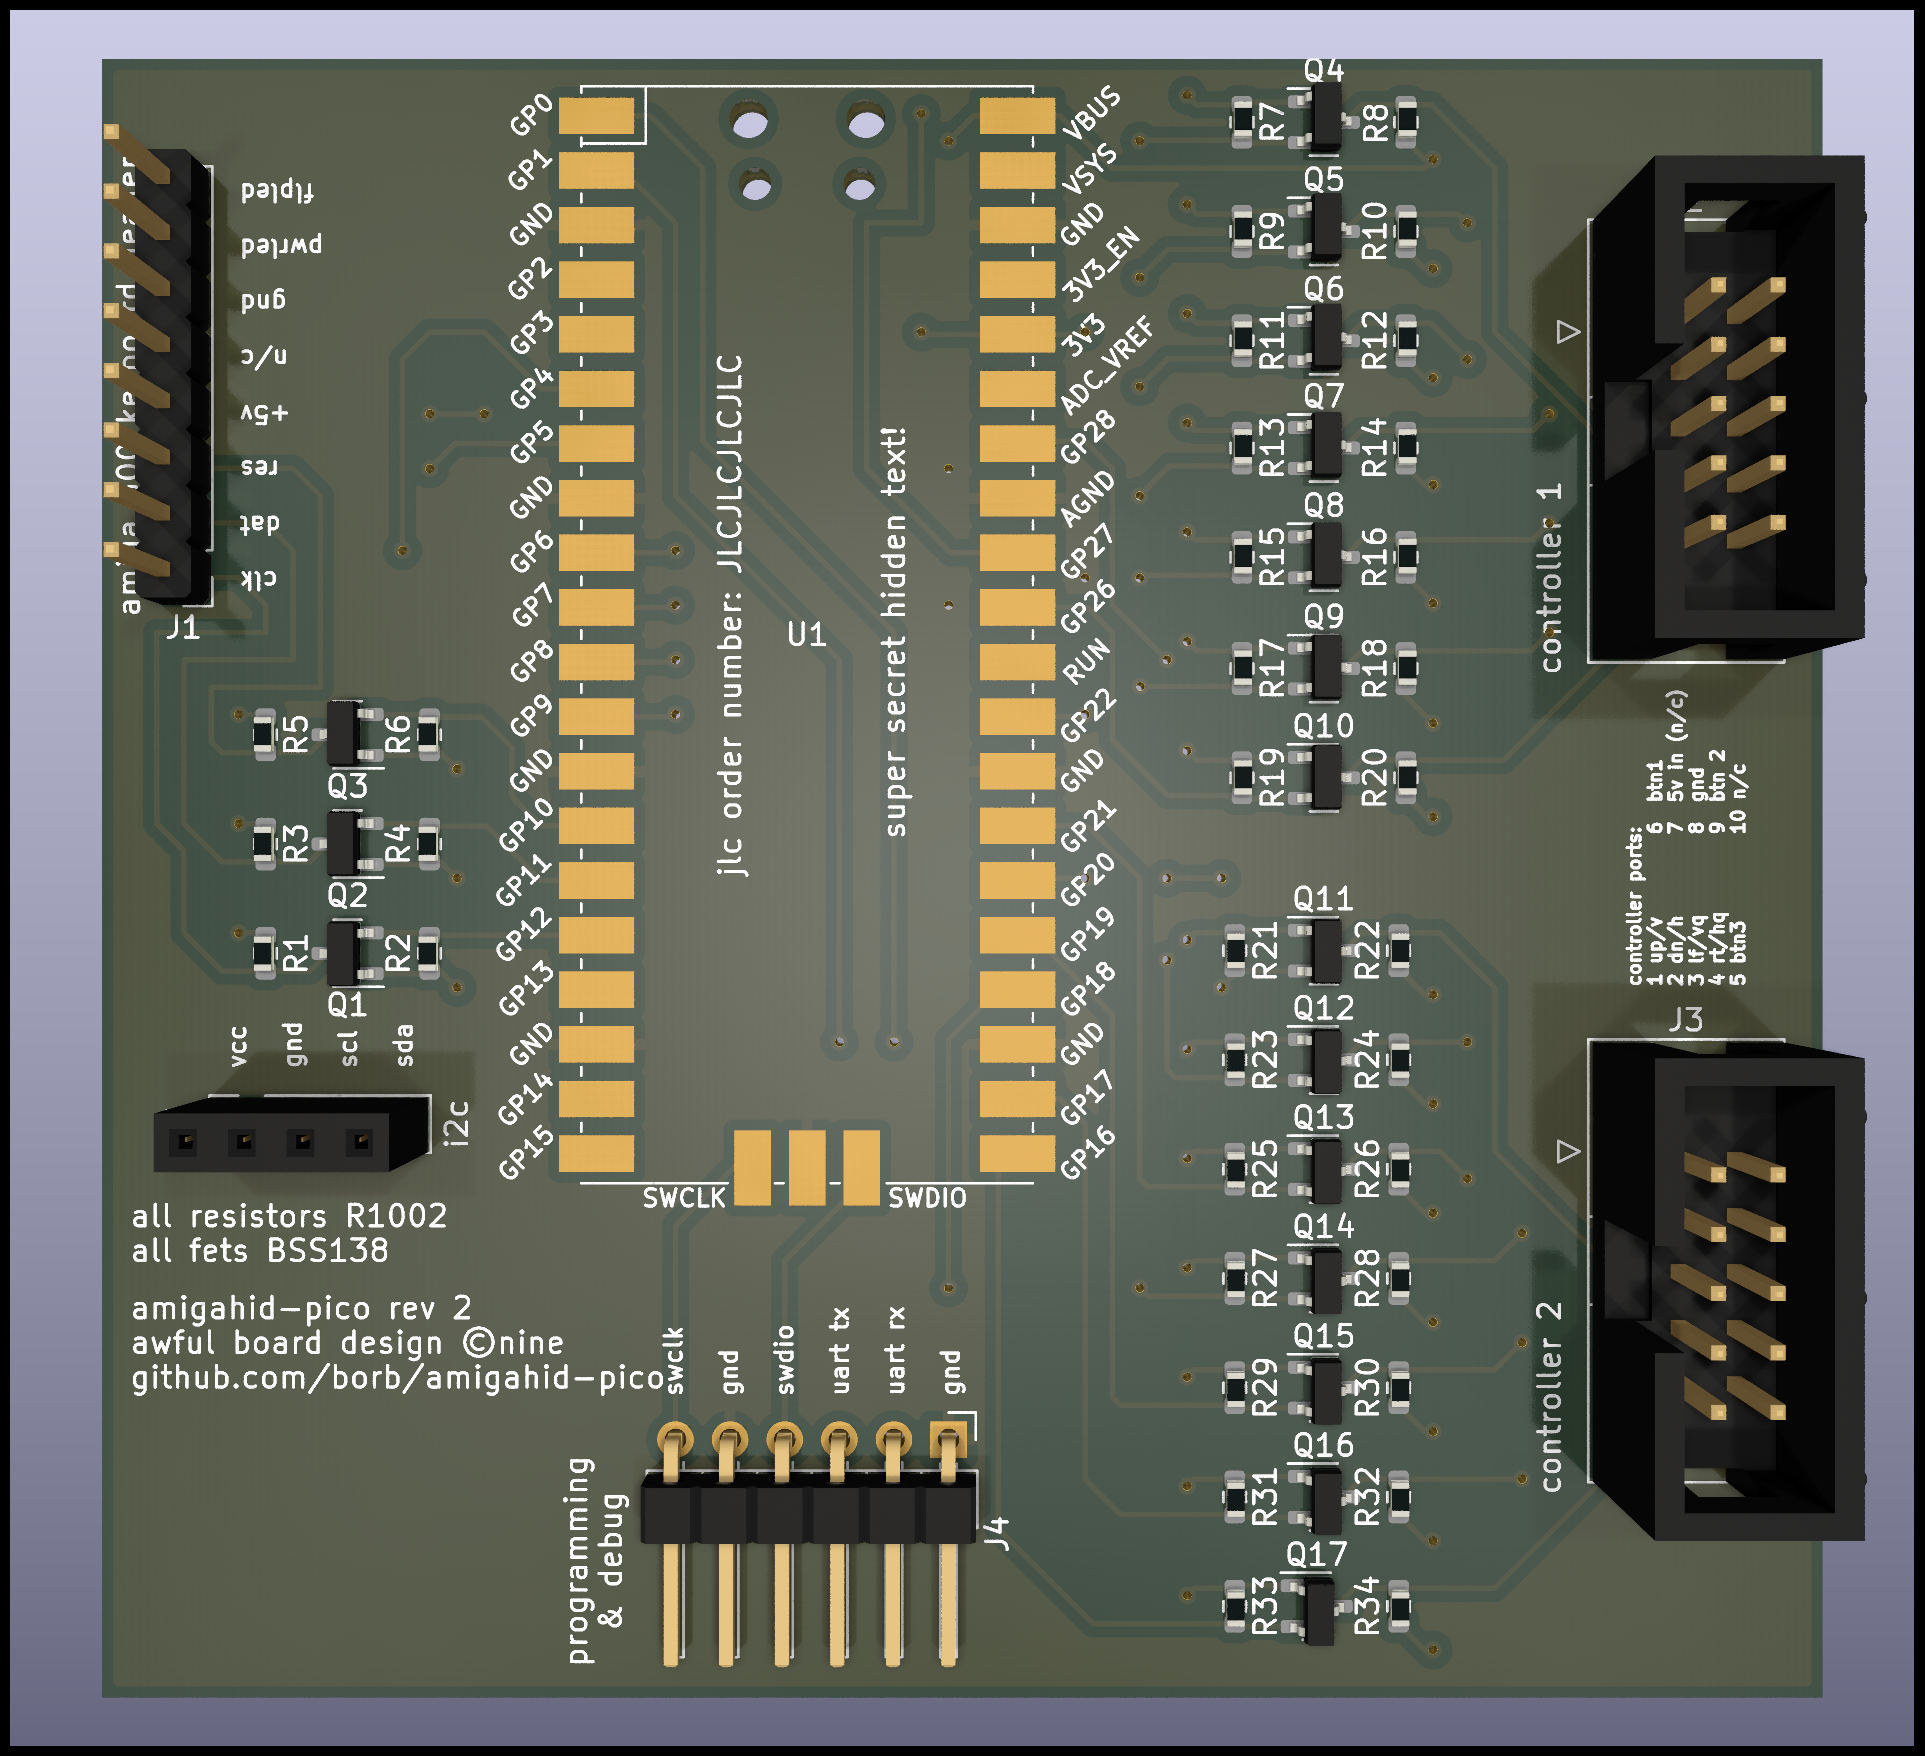 flpled
pwrled
gnd
n/c
+5v
res
dat
clk
J1
GP0
GP1
GND
GP2
GP3
GP4
GP5
GND
GP6
GP7
GP8
GP9
GND
GP10
GP11
GP12
GP13
GND
GP14
GP15
VBUS
VSYS
GND
3V3_EN
3V3
ADC_VREF
GP28
AGND
GP27
GP26
RUN
GP22
GND
GP21
GP20
GP19
GP18
GND
GP17
GP16
SWCLK
SWDIO
U1
jlc order number: JLCJLCJLCJLC
super secret hidden text!
R5
R6
Q3
R3
R4
Q2
R1
R2
Q1
vcc
gnd
scl
sda
i2c
all resistors R1002
all fets BSS138
amigahid-pico rev 2
awful board design ©nine
github.com/borb/amigahid-pico
swclk
gnd
swdio
uart tx
uart rx
gnd
programming
& debug
J4
Q4
R7
R8
Q5
R9
R10
Q6
R11
R12
Q7
R13
R14
Q8
R15
R16
Q9
R17
R18
Q10
R19
R20
Q11
R21
R22
Q12
R23
R24
Q13
R25
R26
Q14
R27
R28
Q15
R29
R30
Q16
R31
R32
Q17
R33
R34
controller 1
controller ports:
1 up/v 6 btn1
2 dn/h 7 5v in (n/c)
3 lf/vq 8 gnd
4 rt/hq 9 btn 2
5 btn3 10 n/c
J3
controller 2